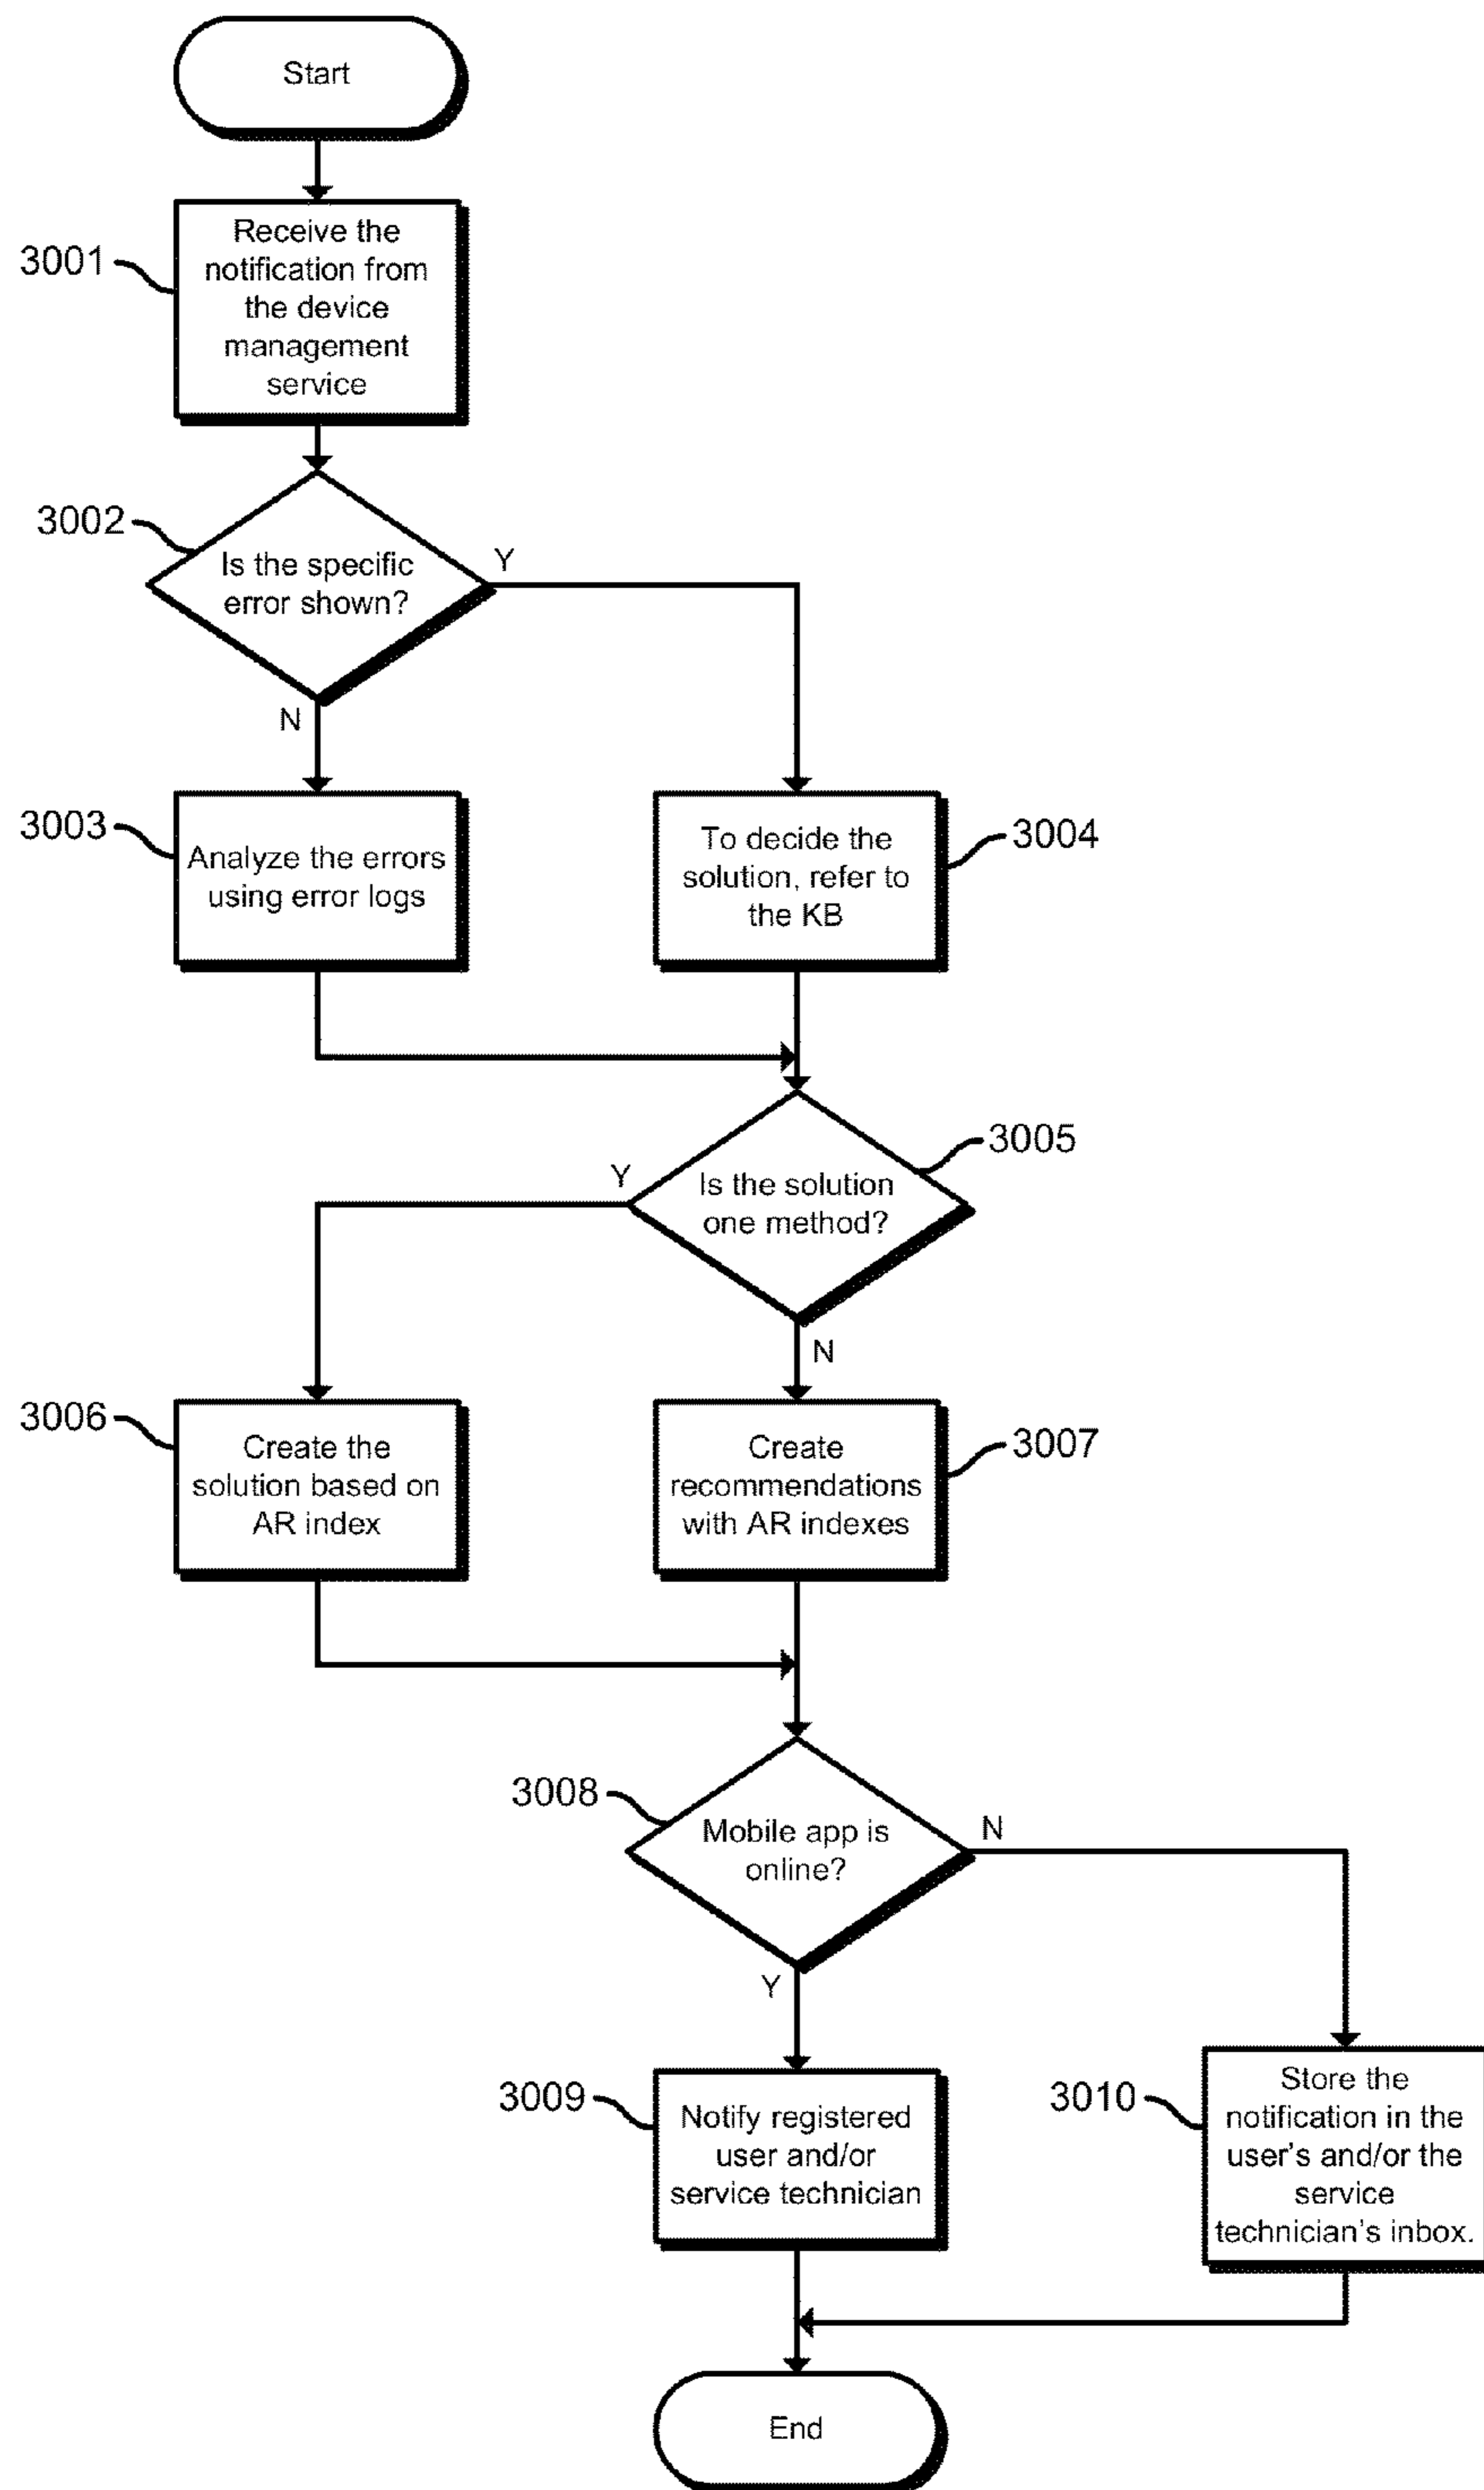 Start
3001
Receive the
notification from
the device
management
service
3002
Is the specific
error shown?
Y
N
3003
Analyze the errors
using error logs
To decide the
solution, refer to
the KB
3004
3005
Y
Is the solution
one method?
N
3006
Create the
solution based on
AR index
Create
recommendations
with AR indexes
3007
3008
Mobile app is
online?
N
Y
3009
Notify registered
user and/or
service technician
3010
Store the
notification in the
user's and/or the
service
technician's inbox.
End